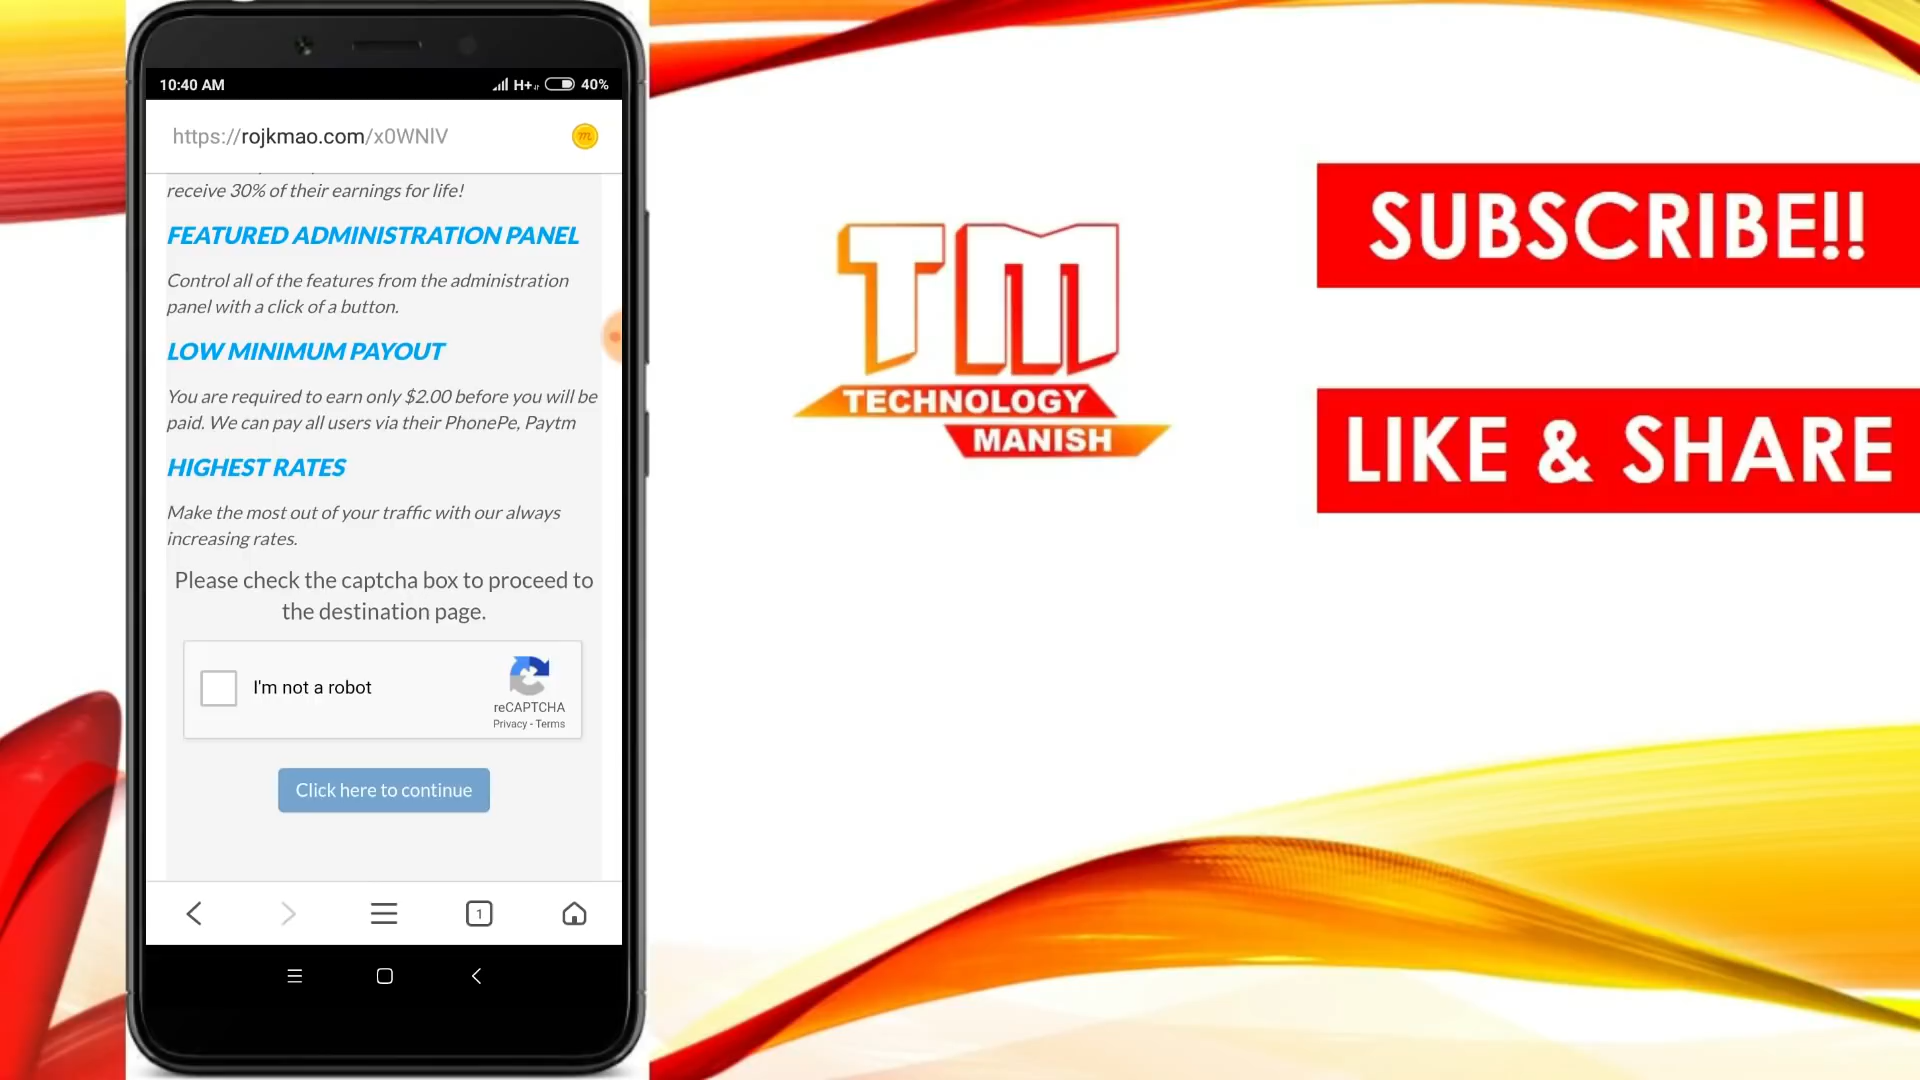 10:40 AM
H+
40%
https://rojkmao.com/x0WNlV
receive 30% of their earnings for life!
FEATURED ADMINISTRATION PANEL
Control all of the features from the administration
panel with a click of a button.
LOW MINIMUM PAYOUT
You are required to earn only $2.00 before you will be
paid. We can pay all users via their PhonePe, Paytm
HIGHEST RATES
Make the most out of your traffic with our always
increasing rates.
Please check the captcha box to proceed to
the destination page.
I'm not a robot
reCAPTCHA
Privacy - Terms
Click here to continue
1
TM
TECHNOLOGY
MANISH
SUBSCRIBE!!
LIKE & SHARE